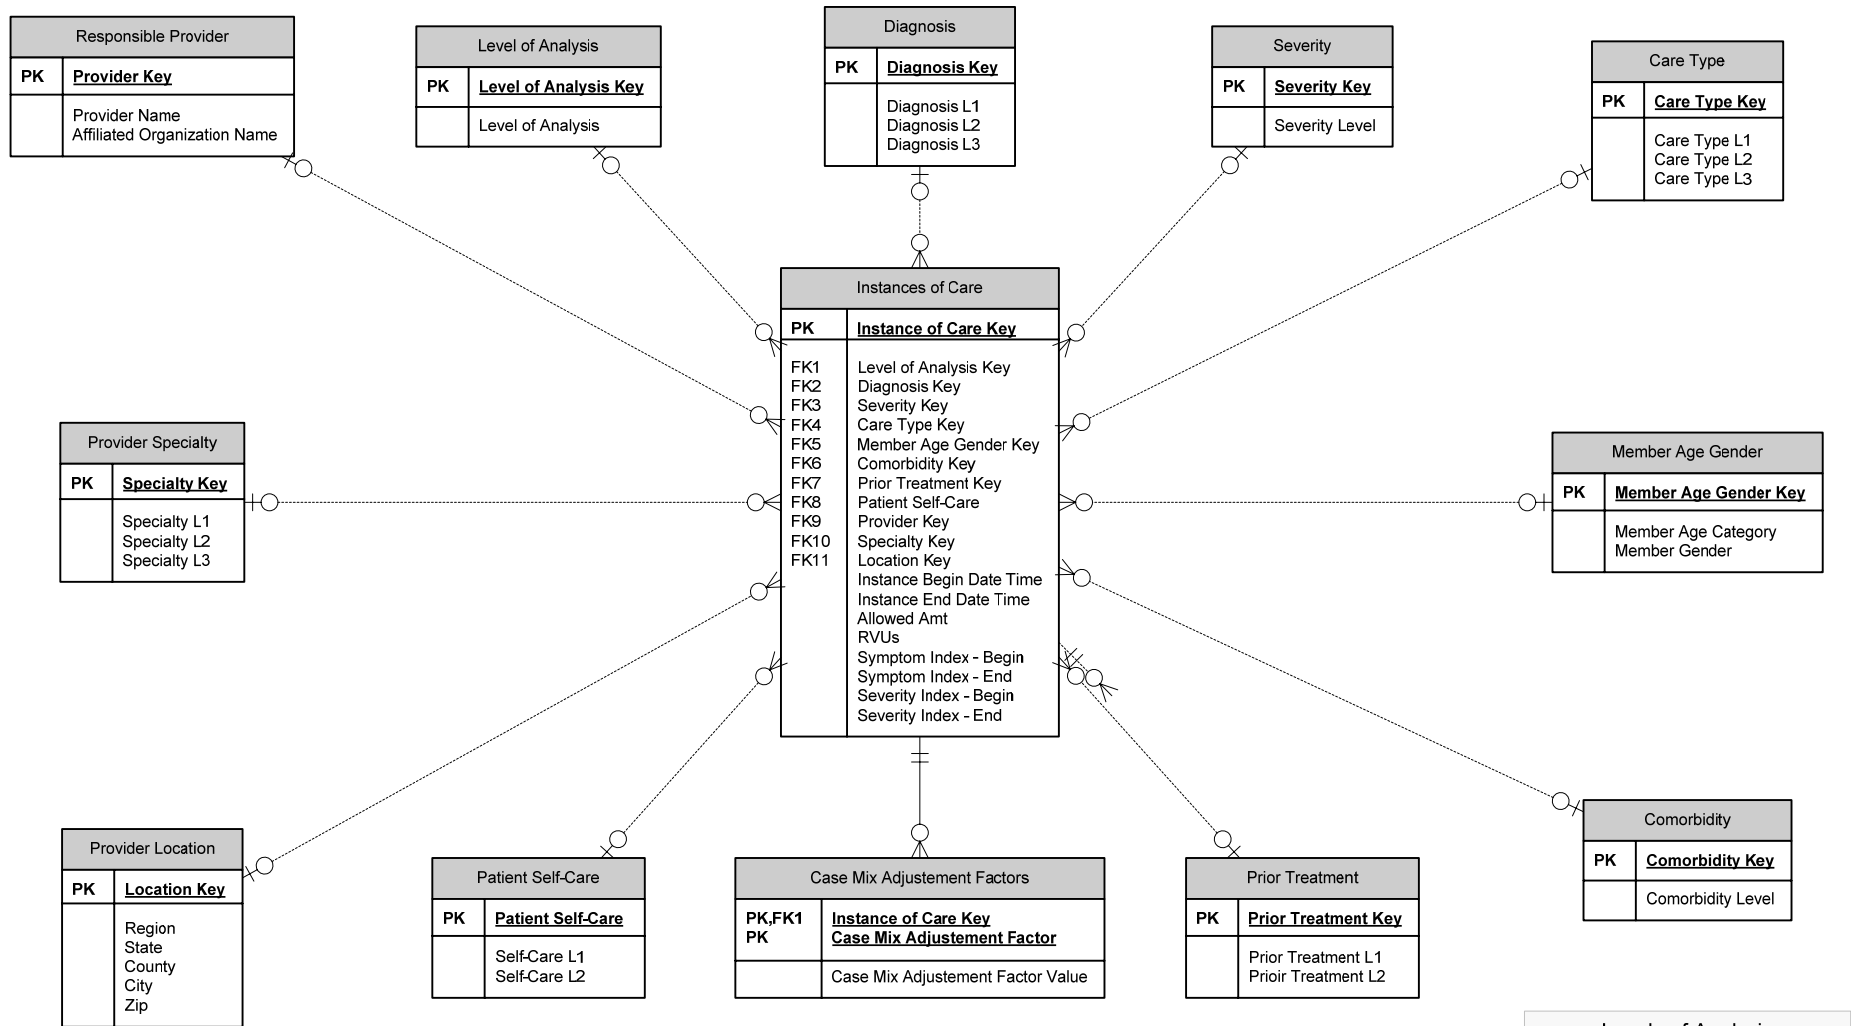 Responsible Provider
PK Provider Key
Provider Name
Affiliated Organization Name
Level of Analysis
PK Level of Analysis Key
Level of Analysis
Diagnosis
PK Diagnosis Key
Diagnosis L1
Diagnosis L2
Diagnosis L3
Severity
PK Severity Key
Severity Level
Care Type
PK Care Type Key
Care Type L1
Care Type L2
Care Type L3
Instances of Care
PK Instance of Care Key
FK1 Level of Analysis Key
FK2 Diagnosis Key
FK3 Severity Key
FK4 Care Type Key
FK5 Member Age Gender Key
FK6 Comorbidity Key
FK7 Prior Treatment Key
FK8 Patient Self-Care
FK9 Provider Key
FK10 Specialty Key
FK11 Location Key
Instance Begin Date Time
Instance End Date Time
Allowed Amt
RVUs
Symptom Index - Begin
Symptom Index - End
Severity Index - Begin
Severity Index - End
Provider Specialty
PK Specialty Key
Specialty L1
Specialty L2
Specialty L3
Member Age Gender
PK Member Age Gender Key
Member Age Category
Member Gender
Provider Location
PK Location Key
Region
State
County
City
Zip
Patient Self-Care
PK Patient Self-Care
Self-Care L1
Self-Care L2
Case Mix Adjustement Factors
PK,FK1 Instance of Care Key
PK Case Mix Adjustement Factor
Case Mix Adjustement Factor Value
Prior Treatment
PK Prior Treatment Key
Prior Treatment L1
Prioir Treatment L2
Comorbidity
PK Comorbidity Key
Comorbidity Level